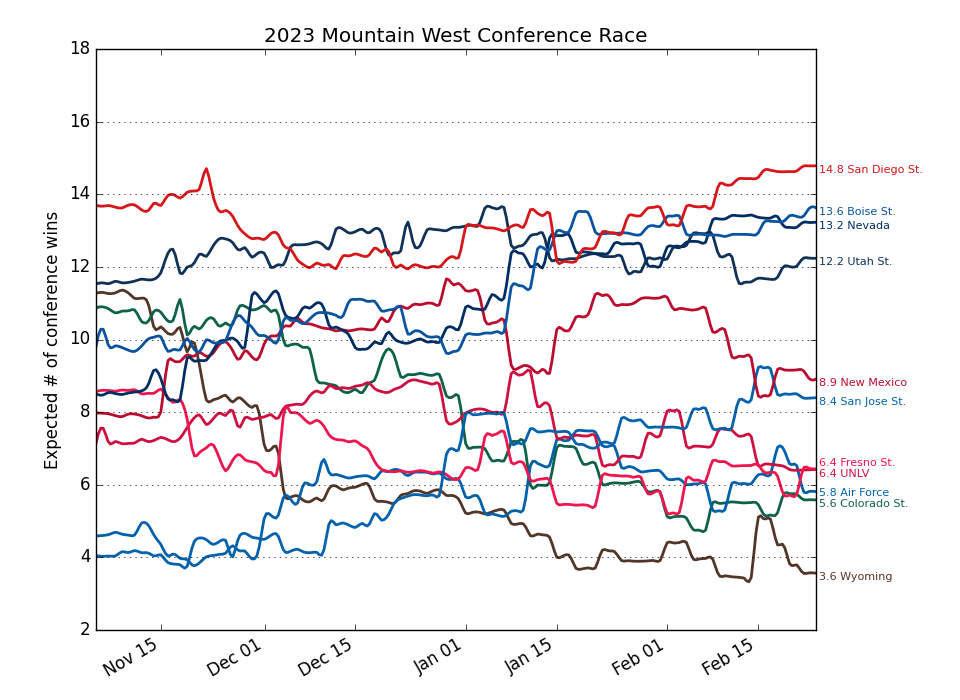 2023 Mountain West Conference Race
Expected # of conference wins
18
16
14
12
10
8
6
4
2
14.8 San Diego St.
13.6 Boise St.
13.2 Nevada
12.2 Utah St.
8.9 New Mexico
8.4 San Jose St.
6.4 Fresno St.
6.4 UNLV
5.8 Air Force
5.6 Colorado St.
3.6 Wyoming
Nov 15
Dec 01
Dec 15
Jan 01
Jan 15
Feb 01
Feb 15